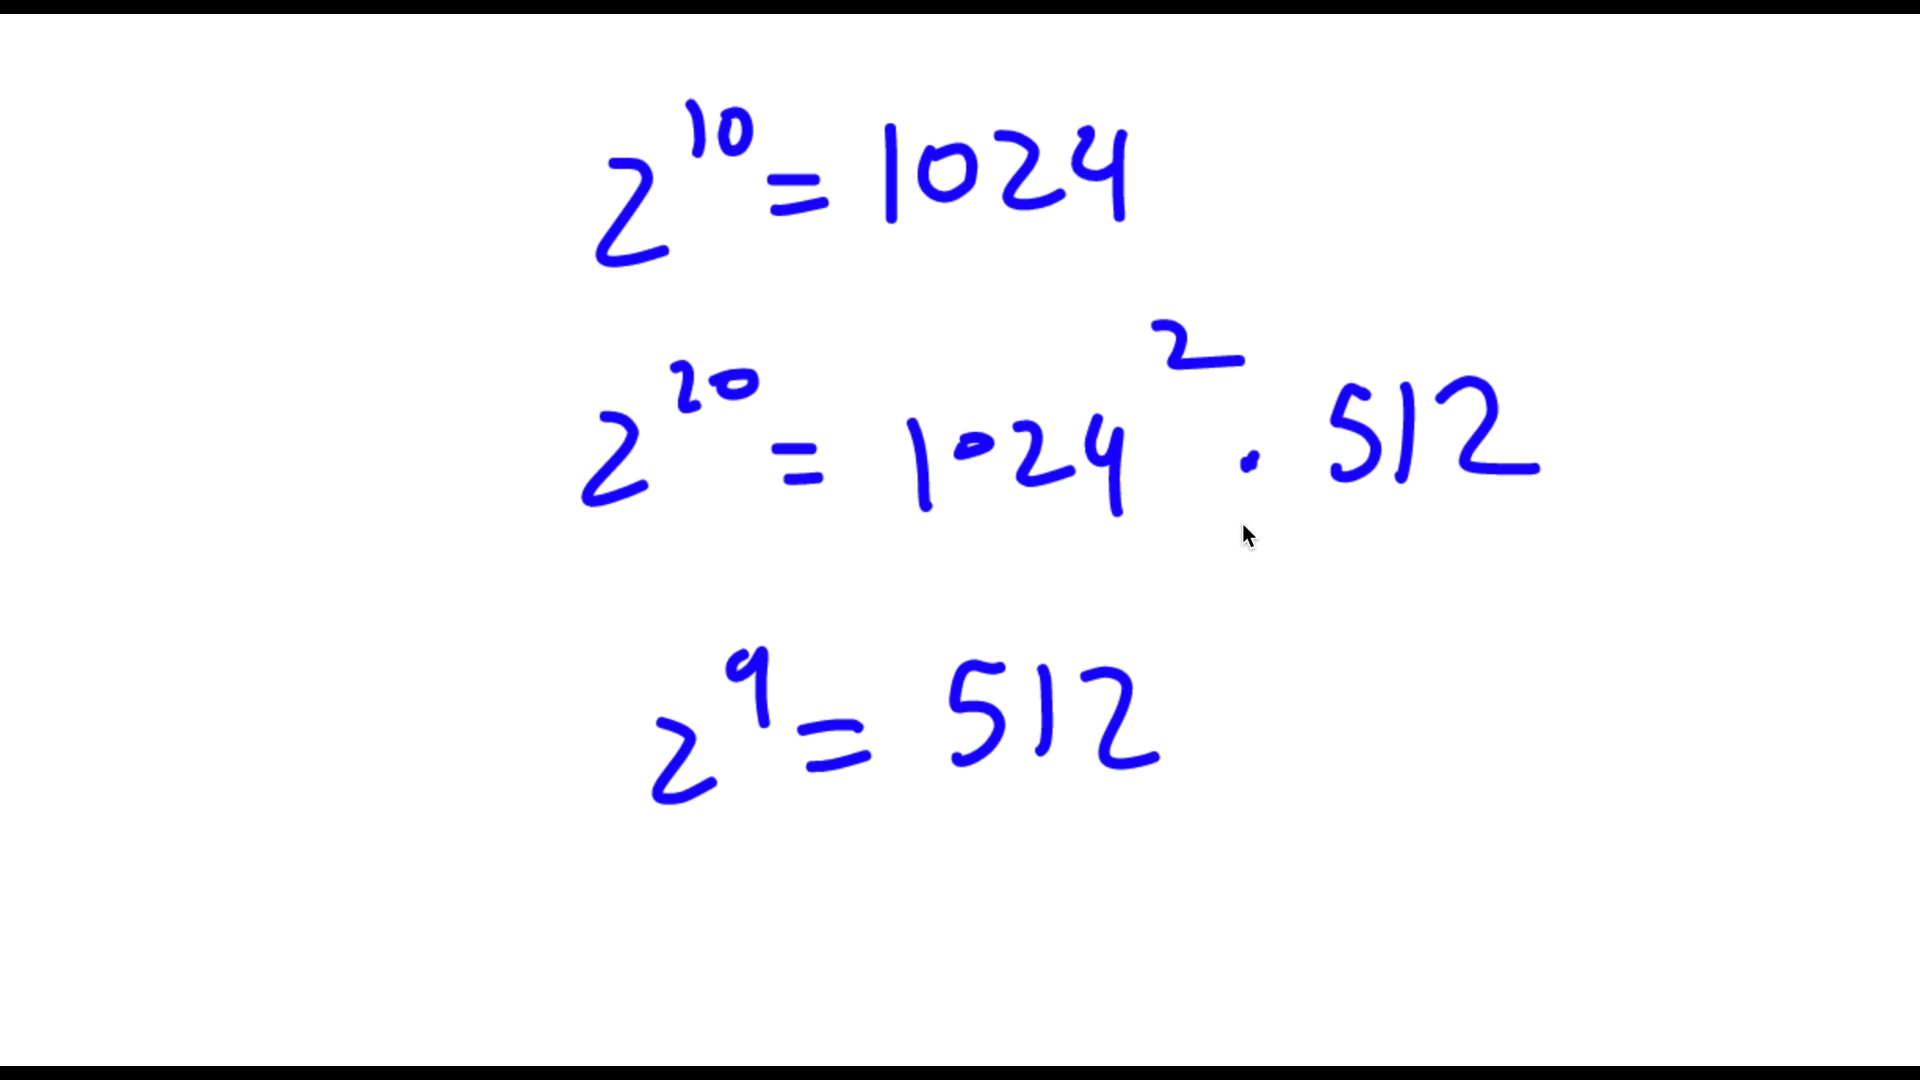 2^10 = 1024
2^20 = 1024^2 · 512
2^9 = 512